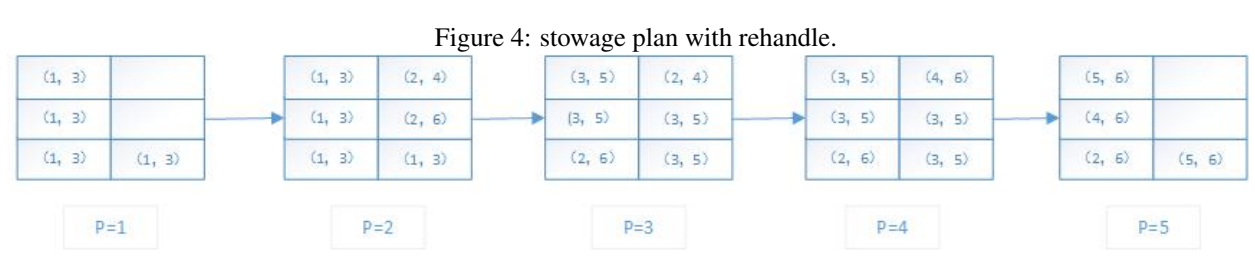 Figure 4: stowage plan with rehandle.
(1, 3) (1, 3) (2, 4) (3, 5) (2, 4) (3, 5) (4, 6) (5, 6)
(1, 3) (1, 3) (2, 6) (3, 5) (3, 5) (3, 5) (3, 5) (4, 6)
(1, 3) (1, 3) (1, 3) (1, 3) (2, 6) (3, 5) (2, 6) (3, 5) (2, 6) (5, 6)
P=1 P=2 P=3 P=4 P=5